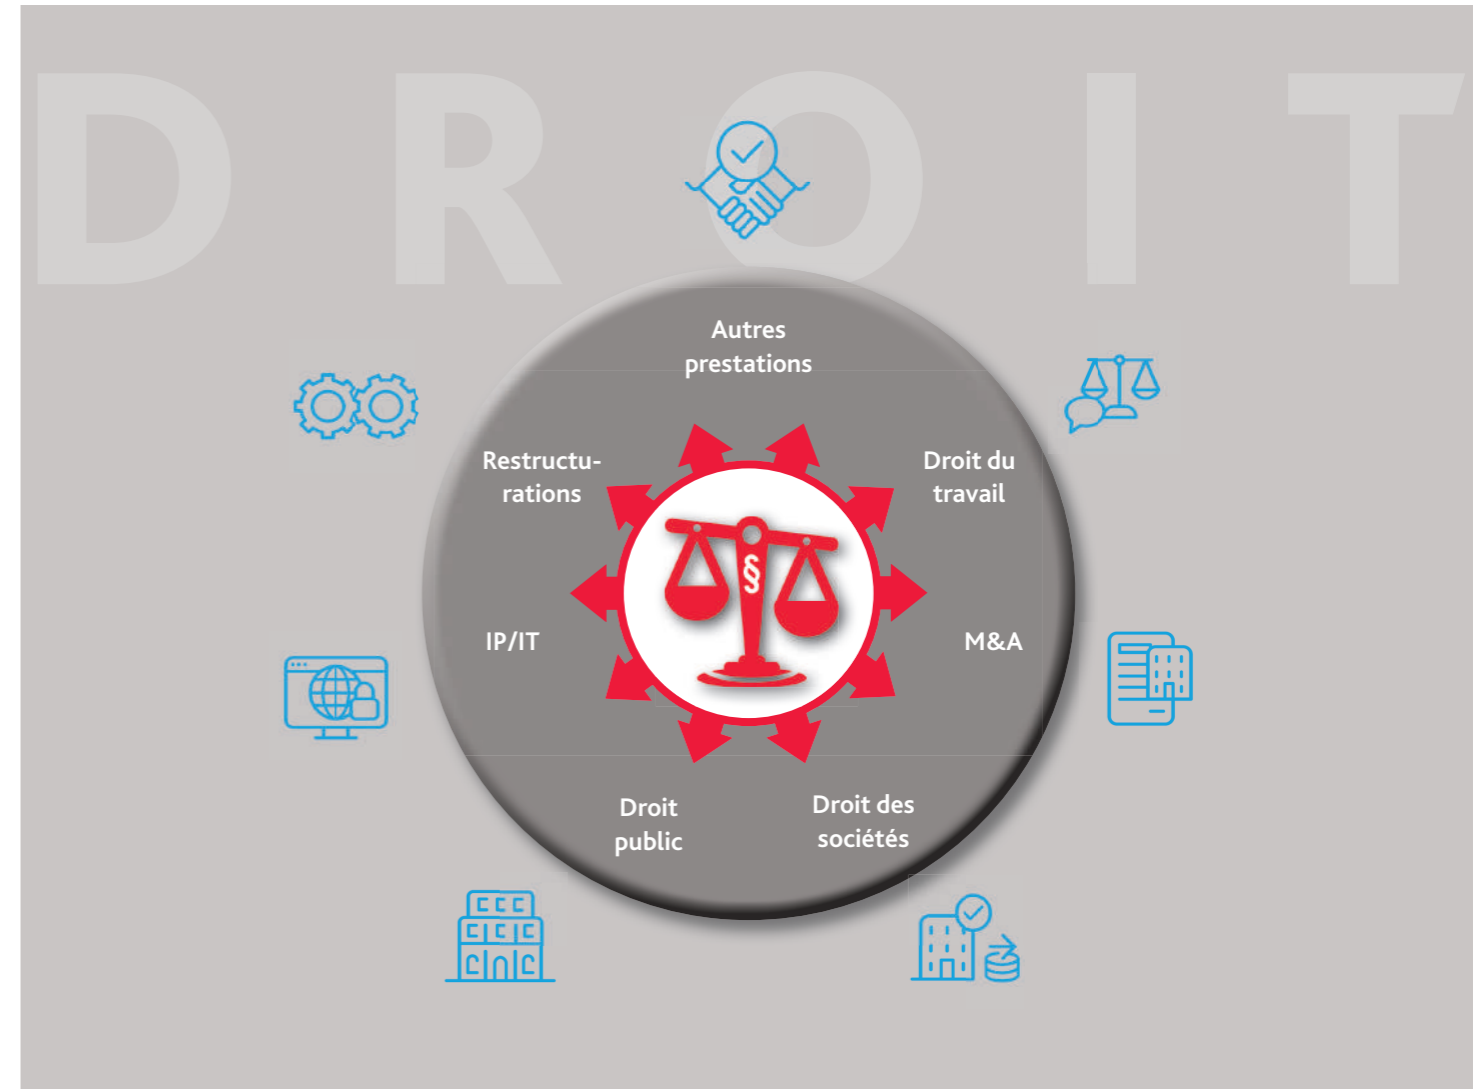 DROIT
Autres
prestations
Restructu-
rations
Droit du
travail
§
IP/IT
M&A
Droit
public
Droit des
sociétés